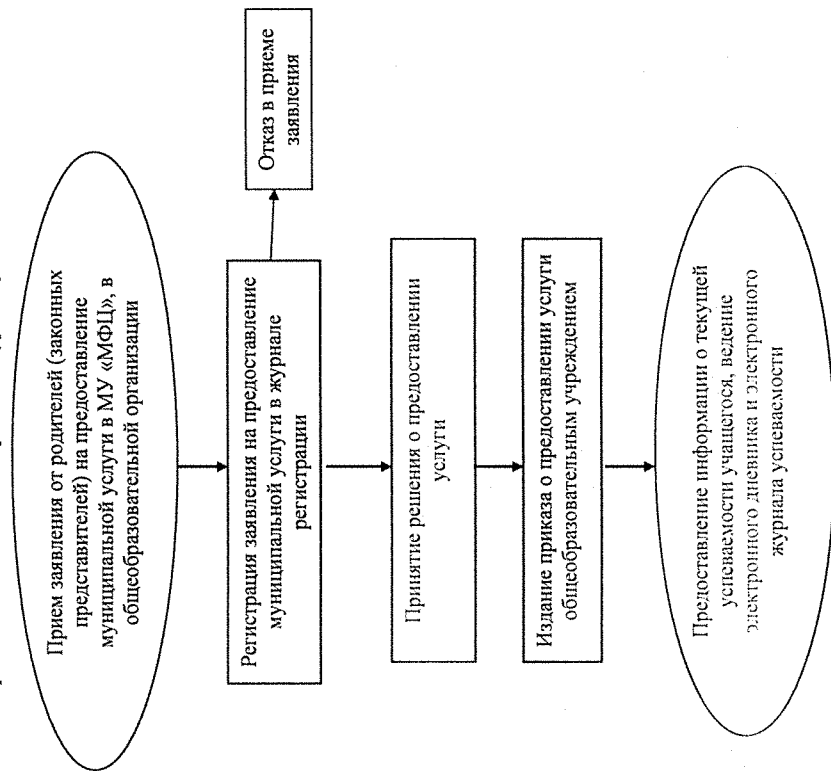 Прием заявления от родителей (законных
представителей) на предоставление
муниципальной услуги в МУ «МФЦ», в
общеобразовательной организации
Регистрация заявления на предоставление
муниципальной услуги в журнале
регистрации
Отказ в приеме
заявления
Принятие решения о предоставлении
услуги
Издание приказа о предоставлении услуги
общеобразовательным учреждением
Предоставление информации о текущей
успеваемости учащегося, ведение
электронного дневника и электронного
журнала успеваемости